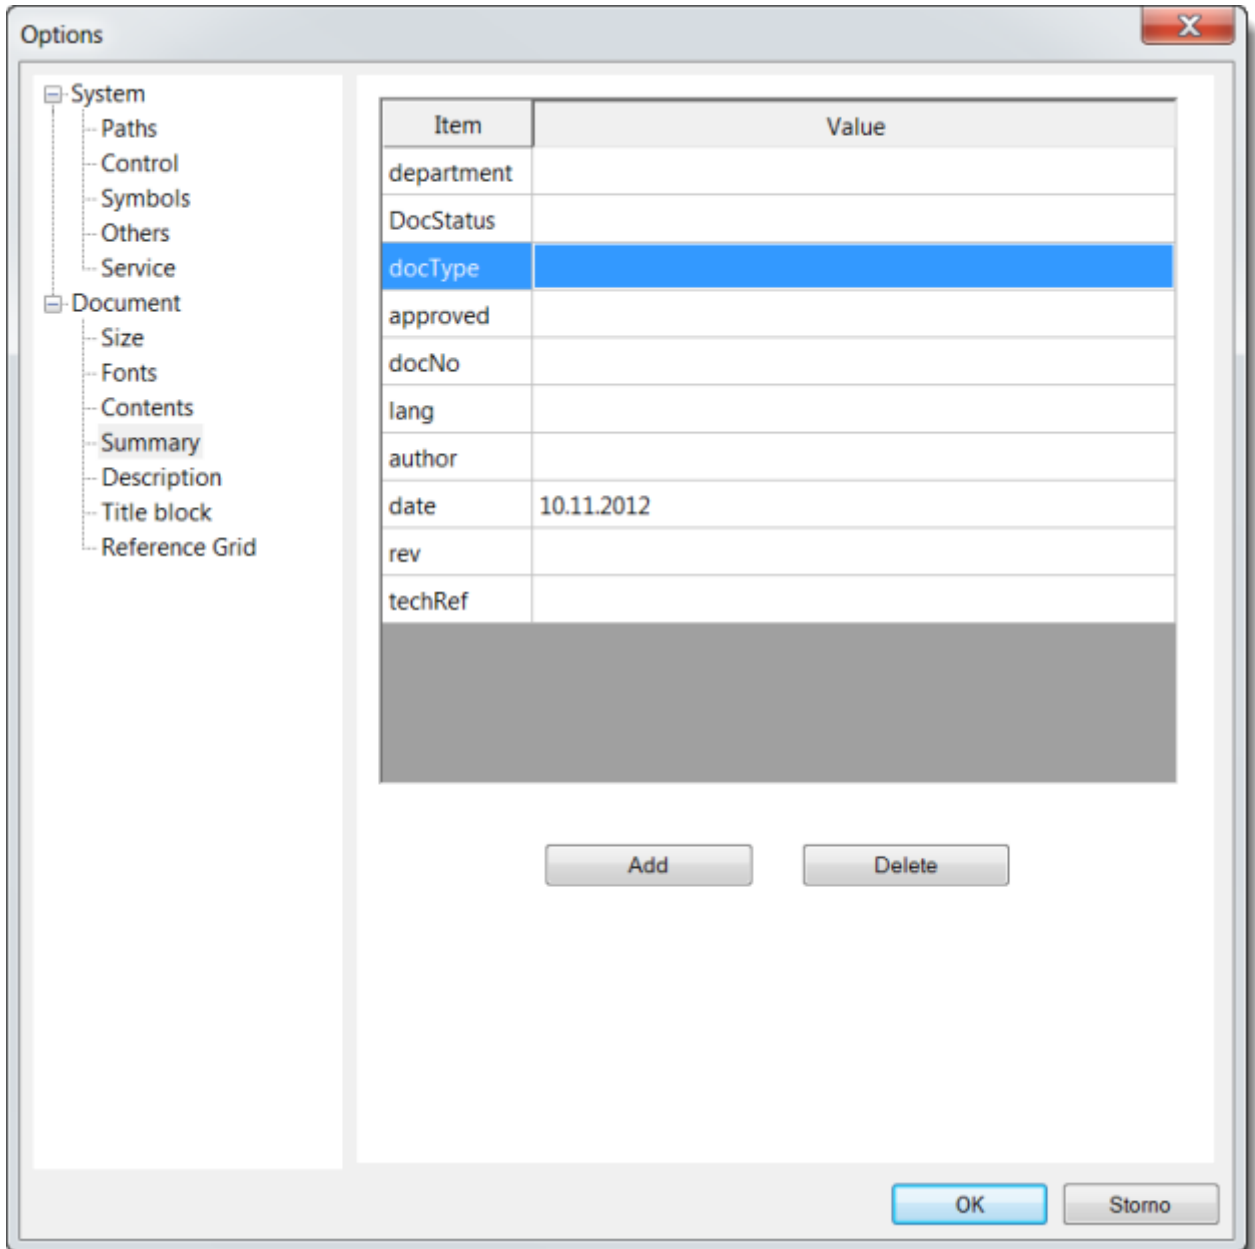 Options
System
Paths
Control
Symbols
Others
Service
Document
Size
Fonts
Contents
Summary
Description
Title block
Reference Grid
Item Value
department
DocStatus
docType
approved
docNo
lang
author
date 10.11.2012
rev
techRef
Add Delete
OK Storno